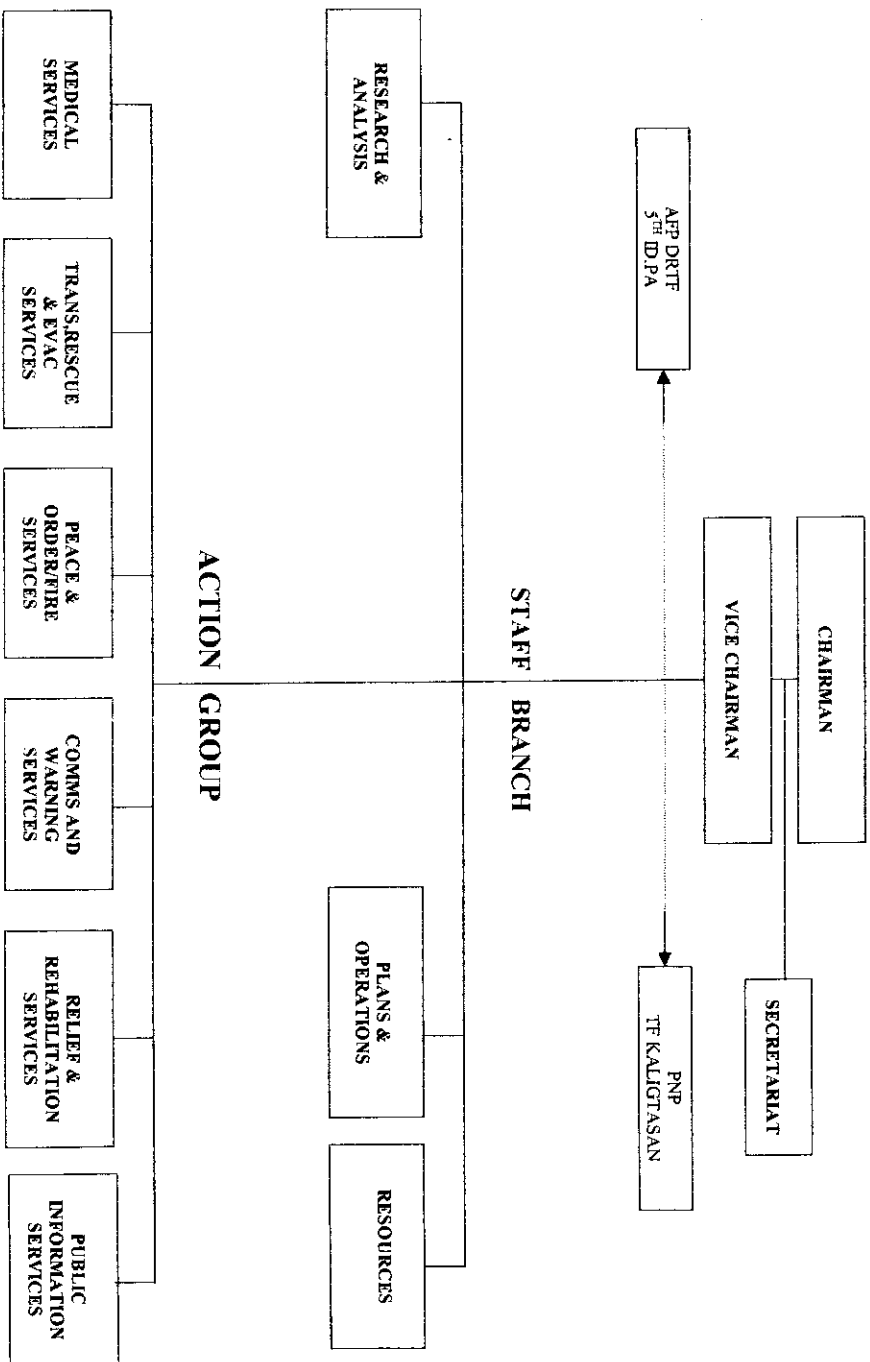 CHAIRMAN
VICE CHAIRMAN
SECRETARIAT
AFP DRTF
5TH ID.PA
PNP
TF KALIGTASAN
STAFF BRANCH
RESEARCH &
ANALYSIS
PLANS &
OPERATIONS
RESOURCES
ACTION GROUP
MEDICAL
SERVICES
TRANS,RESCUE
& EVAC
SERVICES
PEACE &
ORDER/FIRE
SERVICES
COMMS AND
WARNING
SERVICES
RELIEF &
REHABILITATION
SERVICES
PUBLIC
INFORMATION
SERVICES